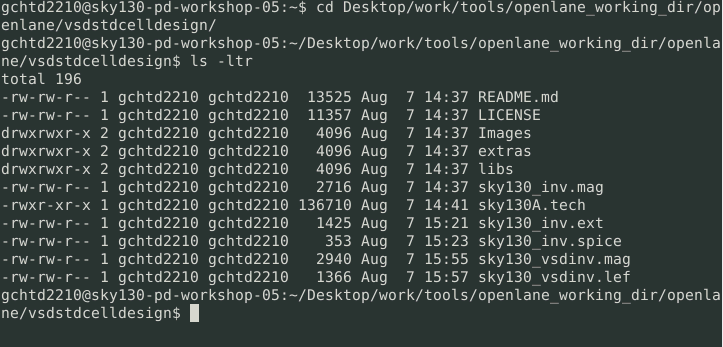 gchtd2210@sky130-pd-workshop-05:~$ cd Desktop/work/tools/openlane_working_dir/op
enlane/vsdstdcelldesign/
gchtd2210@sky130-pd-workshop-05:~/Desktop/work/tools/openlane_working_dir/openla
ne/vsdstdcelldesign$ ls -ltr
total 196
-rw-rw-r-- 1 gchtd2210 gchtd2210  13525 Aug  7 14:37 README.md
-rw-rw-r-- 1 gchtd2210 gchtd2210  11357 Aug  7 14:37 LICENSE
drwxrwxr-x 2 gchtd2210 gchtd2210   4096 Aug  7 14:37 Images
drwxrwxr-x 2 gchtd2210 gchtd2210   4096 Aug  7 14:37 extras
drwxrwxr-x 2 gchtd2210 gchtd2210   4096 Aug  7 14:37 libs
-rw-rw-r-- 1 gchtd2210 gchtd2210   2716 Aug  7 14:37 sky130_inv.mag
-rwxr-xr-x 1 gchtd2210 gchtd2210 136710 Aug  7 14:41 sky130A.tech
-rw-rw-r-- 1 gchtd2210 gchtd2210   1425 Aug  7 15:21 sky130_inv.ext
-rw-rw-r-- 1 gchtd2210 gchtd2210    353 Aug  7 15:23 sky130_inv.spice
-rw-rw-r-- 1 gchtd2210 gchtd2210   2940 Aug  7 15:55 sky130_vsdinv.mag
-rw-rw-r-- 1 gchtd2210 gchtd2210   1366 Aug  7 15:57 sky130_vsdinv.lef
gchtd2210@sky130-pd-workshop-05:~/Desktop/work/tools/openlane_working_dir/openla
ne/vsdstdcelldesign$